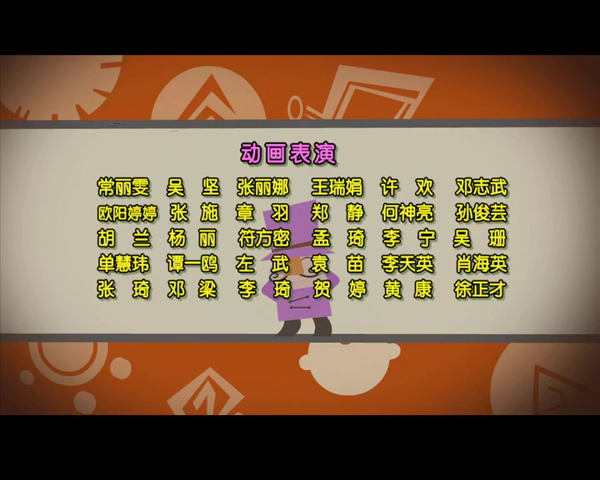 动画表演
常丽雯 吴 坚 张丽娜 王瑞娟 许 欢 邓志武
欧阳婷婷 张 施 章 羽 郑 静 何神亮 孙俊芸
胡 兰 杨 丽 符方密 孟 琦 李 宁 吴 珊
单慧玮 谭一鸥 左 武 袁 苗 李天英 肖海英
张 琦 邓 梁 李 琦 贺 婷 黄 康 徐正才